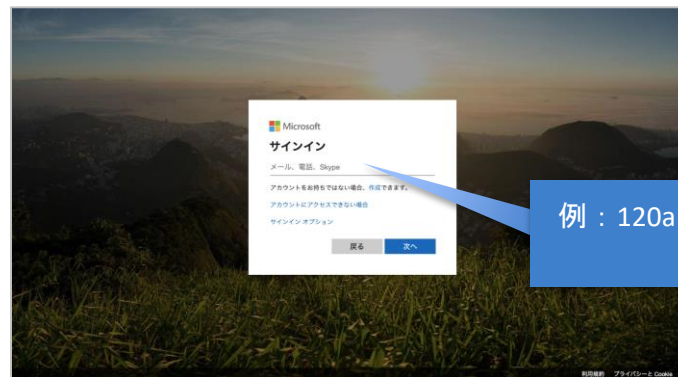 Microsoft
サインイン
メール、電話、Skype
アカウントをお持ちではない場合、作成できます。
アカウントにアクセスできない場合
サインイン オプション
戻る 次へ
例：120a
利用規約 プライバシーと Cookie